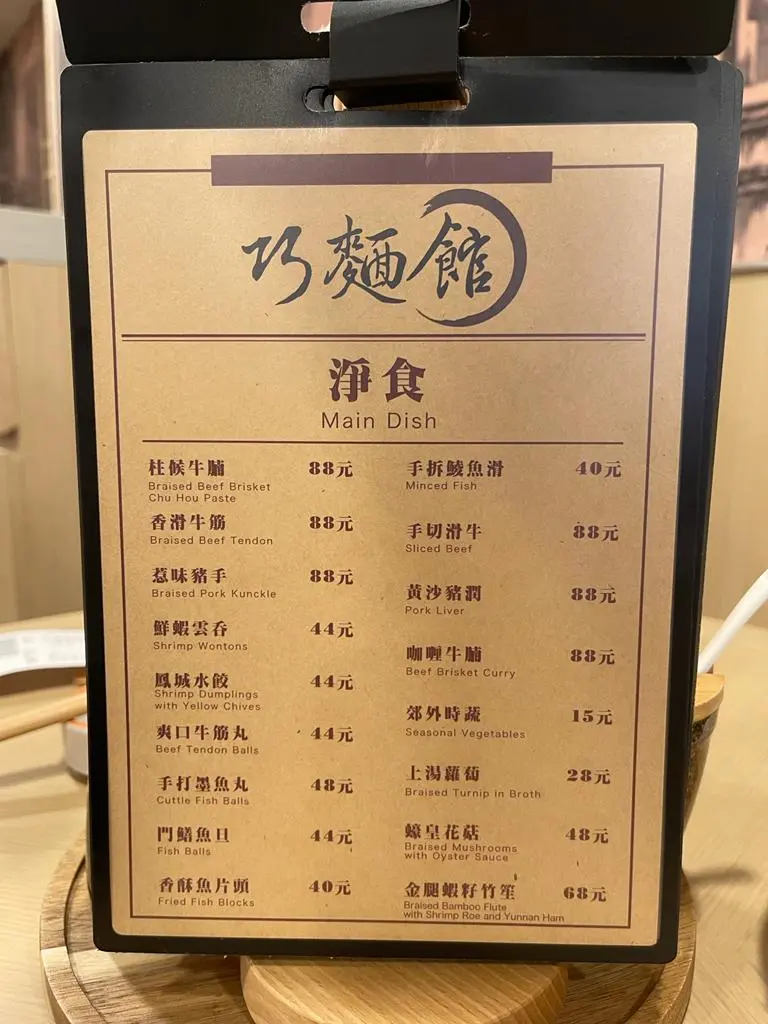 巧麵館
淨食
Main Dish
柱候牛腩 88元
Braised Beef Brisket
Chu Hou Paste
香滑牛筋 88元
Braised Beef Tendon
惹味豬手 88元
Braised Pork Kunckle
鮮蝦雲吞 44元
Shrimp Wontons
鳳城水餃 44元
Shrimp Dumplings
with Yellow Chives
爽口牛筋丸 44元
Beef Tendon Balls
手打墨魚丸 48元
Cuttle Fish Balls
門鱔魚旦 44元
Fish Balls
香酥魚片頭 40元
Fried Fish Blocks
手拆鯪魚滑 40元
Minced Fish
手切滑牛 88元
Sliced Beef
黃沙豬潤 88元
Pork Liver
咖喱牛腩 88元
Beef Brisket Curry
郊外時蔬 15元
Seasonal Vegetables
上湯蘿蔔 28元
Braised Turnip in Broth
蠔皇花菇 48元
Braised Mushrooms
with Oyster Sauce
金腿蝦籽竹笙 68元
Braised Bamboo Flute
with Shrimp Roe and Yunnan Ham